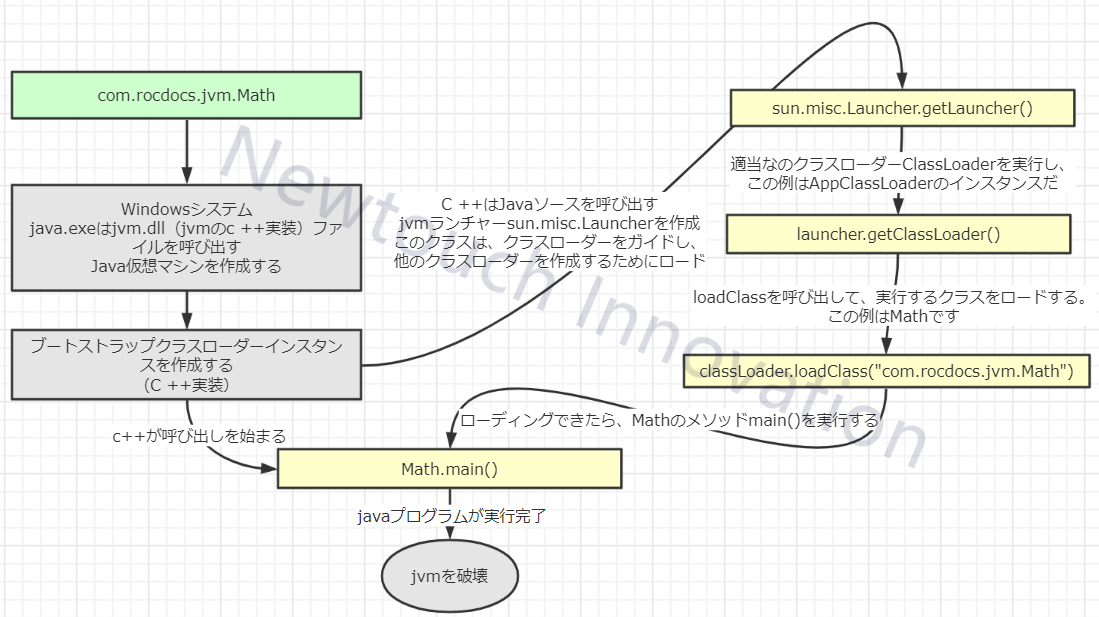 com.rocdocs.jvm.Math
Windowsシステム
java.exeはjvm.dll（jvmのc ++実装）ファ
イルを呼び出す
Java仮想マシンを作成する
ブートストラップクラスローダーインスタン
スを作成する
（C ++実装）
C ++はJavaソースを呼び出す
jvmランチャーsun.misc.Launcherを作成
このクラスは、クラスローダーをガイドし、
他のクラスローダーを作成するためにロード
sun.misc.Launcher.getLauncher()
適当なのクラスローダーClassLoaderを実行し、
この例はAppClassLoaderのインスタンスだ
launcher.getClassLoader()
loadClassを呼び出して、実行するクラスをロードする。
この例はMathです
classLoader.loadClass("com.rocdocs.jvm.Math")
ローディングできたら、Mathのメソッドmain()を実行する
c++が呼び出しを始まる
Math.main()
javaプログラムが実行完了
jvmを破壊
Newtouch Innovation